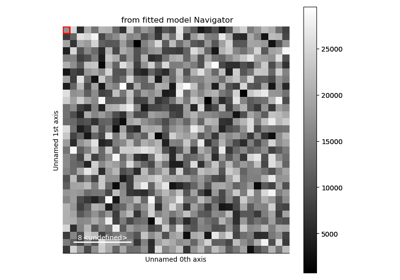 from fitted model Navigator
25000
20000
15000
10000
5000
Unnamed 1st axis
8 <undefined>
Unnamed 0th axis